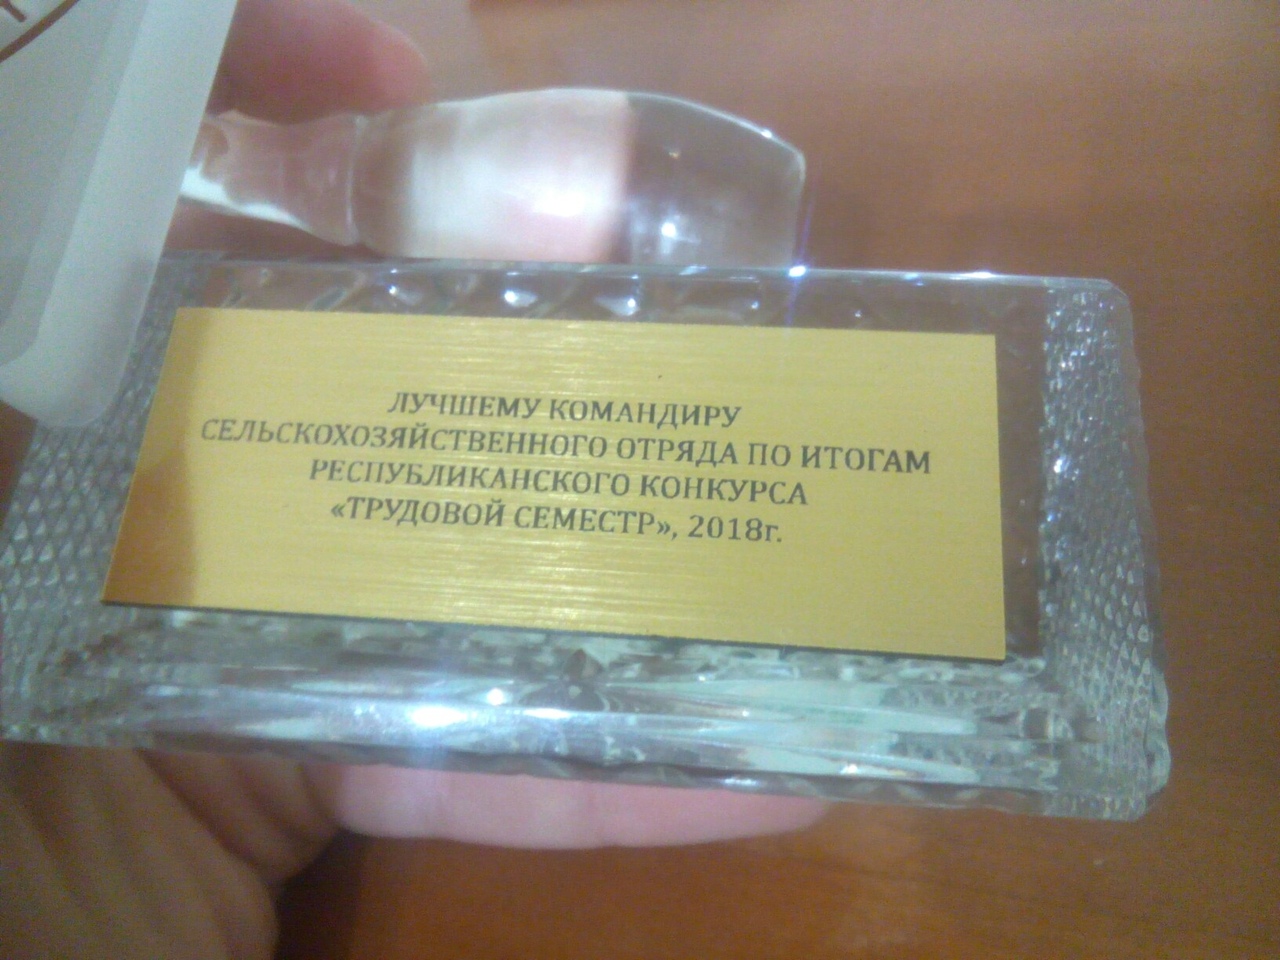 ЛУЧШЕМУ КОМАНДИРУ
СЕЛЬСКОХОЗЯЙСТВЕННОГО ОТРЯДА ПО ИТОГАМ
РЕСПУБЛИКАНСКОГО КОНКУРСА
«ТРУДОВОЙ СЕМЕСТР», 2018г.